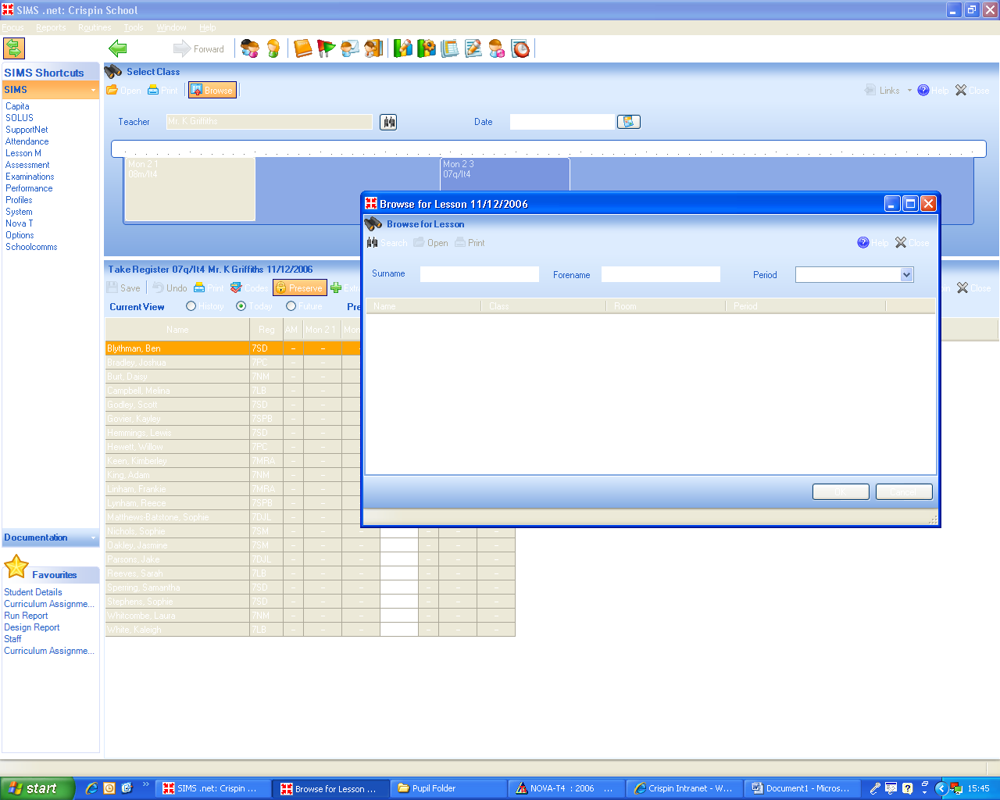 SIMS .net: Crispin School
Focus Reports Routines Tools Window Help
Forward
SIMS Shortcuts
SIMS
Capita
SOLUS
SupportNet
Attendance
Lesson M
Assessment
Examinations
Performance
Profiles
System
Nova T
Options
Schoolcomms
Documentation
Favourites
Student Details
Curriculum Assignme...
Run Report
Design Report
Staff
Curriculum Assignme...
Select Class
Open Print Browse Links Help Close
Teacher Mr. K Griffiths Date
Mon 2 1
08m/It4
Mon 2 3
07q/It4
Take Register 07q/It4 Mr. K Griffiths 11/12/2006
Save Undo Print Codes Preserve Close
Current View History Today Future
Name Reg AM Mon 2 1
Blythman, Ben 7SD - -
Bradley, Joshua 7PC - -
Burt, Daisy 7NM - -
Campbell, Melina 7LB - -
Godley, Scott 7SD - -
Govier, Kayley 7SPB - -
Hemmings, Lewis 7SD - -
Hewett, Willow 7PC - -
Keen, Kimberley 7MRA - -
King, Adam 7NM - -
Linham, Frankie 7MRA - -
Lynham, Reece 7SPB - -
Matthews-Batstone, Sophie 7DJL - -
Nichols, Sophie 7SM - - - - - -
Oakley, Jasmine 7SM - - - - - -
Parsons, Jake 7DJL - - - - - -
Reeves, Sarah 7LB - - - - - -
Sperring, Samantha 7SD - - - - - -
Stephens, Sophie 7SD - - - - - -
Whitcombe, Laura 7NM - - - - - -
White, Kaleigh 7LB - - - - - -
Browse for Lesson 11/12/2006
Browse for Lesson
Search Open Print Help Close
Surname Forename Period
Name Class Room Period
OK Cancel
start SIMS .net: Crispin ... Browse for Lesson ... Pupil Folder NOVA-T4 : 2006 ... Crispin Intranet - W... Document1 - Micros... 15:45